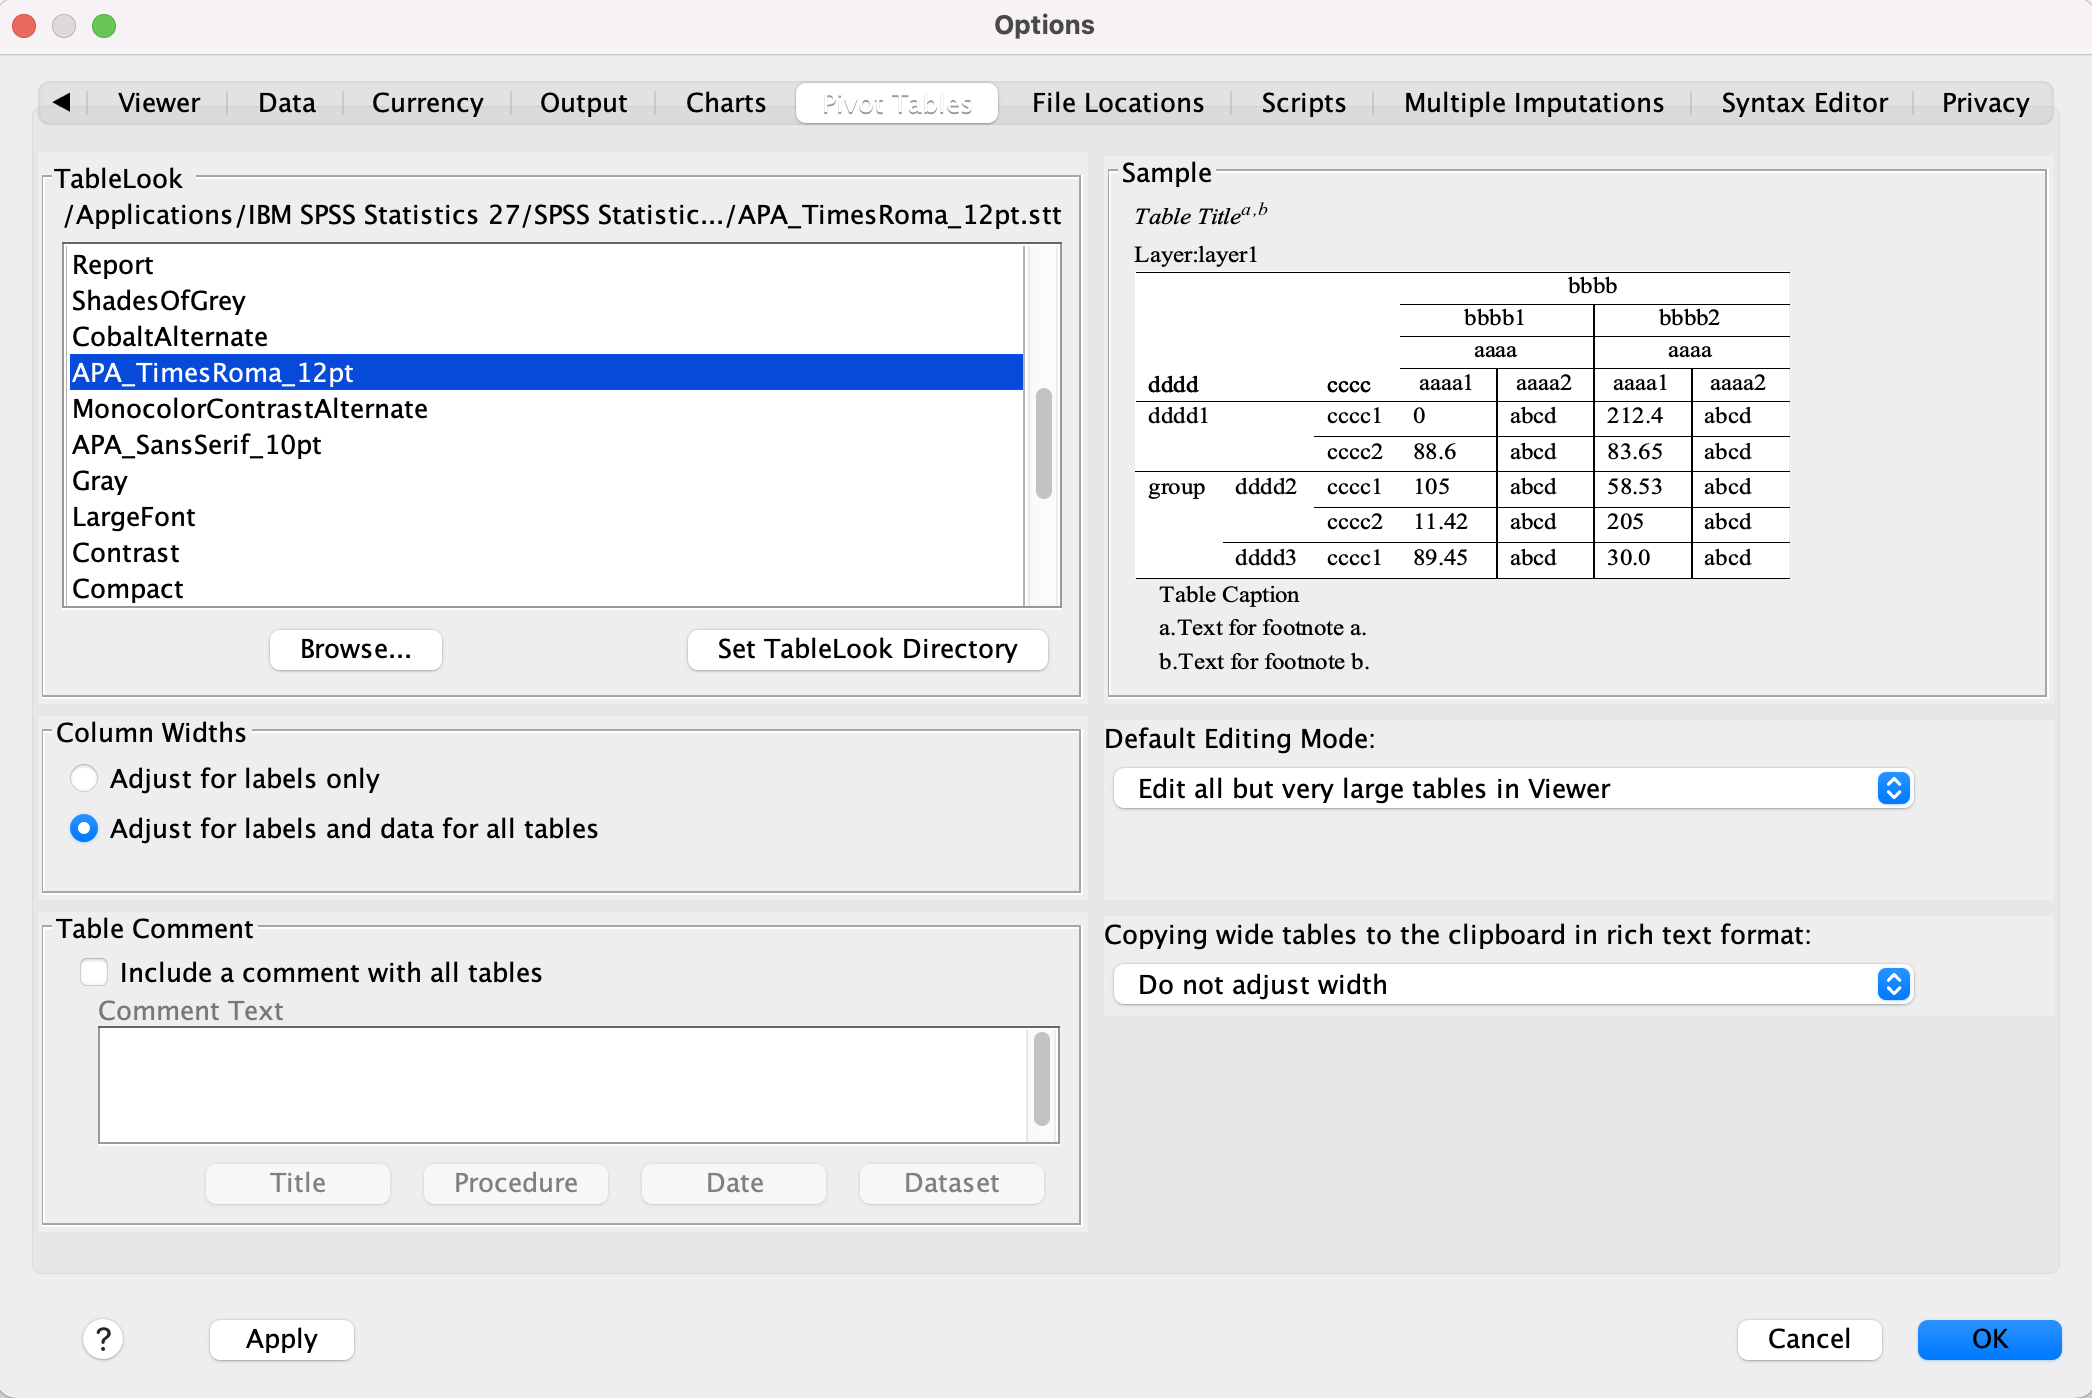 Options
Viewer Data Currency Output Charts Pivot Tables File Locations Scripts Multiple Imputations Syntax Editor Privacy
TableLook
/Applications/IBM SPSS Statistics 27/SPSS Statistic.../APA_TimesRoma_12pt.stt
Report
ShadesOfGrey
CobaltAlternate
APA_TimesRoma_12pt
MonocolorContrastAlternate
APA_SansSerif_10pt
Gray
LargeFont
Contrast
Compact
Browse...
Set TableLook Directory
Sample
Table Title a,b
Layer:layer1
bbbb
bbbb1 bbbb2
aaaa aaaa
dddd cccc aaaa1 aaaa2 aaaa1 aaaa2
dddd1 cccc1 0 abcd 212.4 abcd
cccc2 88.6 abcd 83.65 abcd
group dddd2 cccc1 105 abcd 58.53 abcd
cccc2 11.42 abcd 205 abcd
dddd3 cccc1 89.45 abcd 30.0 abcd
Table Caption
a.Text for footnote a.
b.Text for footnote b.
Column Widths
Adjust for labels only
Adjust for labels and data for all tables
Default Editing Mode:
Edit all but very large tables in Viewer
Table Comment
Include a comment with all tables
Comment Text
Title Procedure Date Dataset
Copying wide tables to the clipboard in rich text format:
Do not adjust width
? Apply Cancel OK